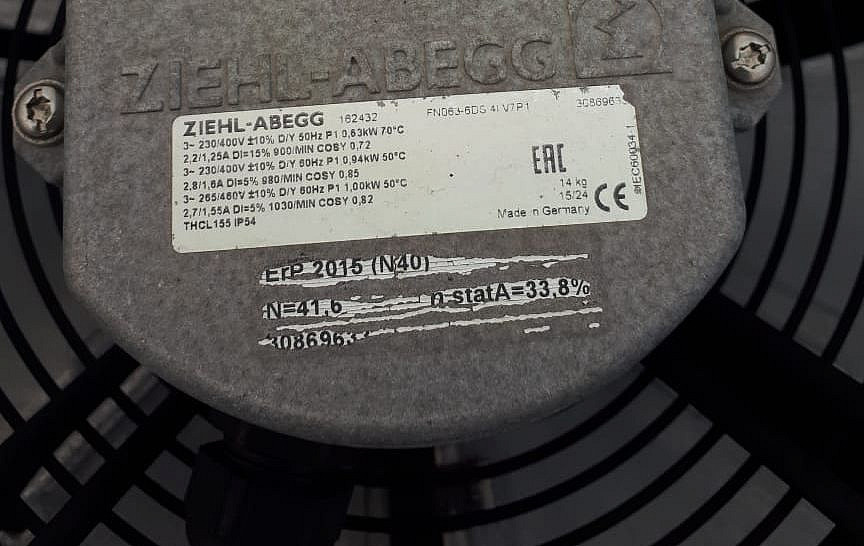 ZIEHL-ABEGG
ZIEHL-ABEGG 162432 FN063-6DS.4I.V7P1
3~ 230/400V ±10% D/Y 50Hz P1 0,63kW 70°C
2,2/1,25A DI=15% 900/MIN COSY 0,72
3~ 230/400V ±10% D/Y 60Hz P1 0,94kW 50°C
2,8/1,6A DI=5% 980/MIN COSY 0,85
3~ 265/460V ±10% D/Y 60Hz P1 1,00kW 50°C
2,7/1,55A DI=5% 1030/MIN COSY 0,82
THCL155 IP54
EAC
14 kg
15/24
Made in Germany
CE
IEC60034-1
ErP 2015 (N40)
N=41,6 n statA=33,8%